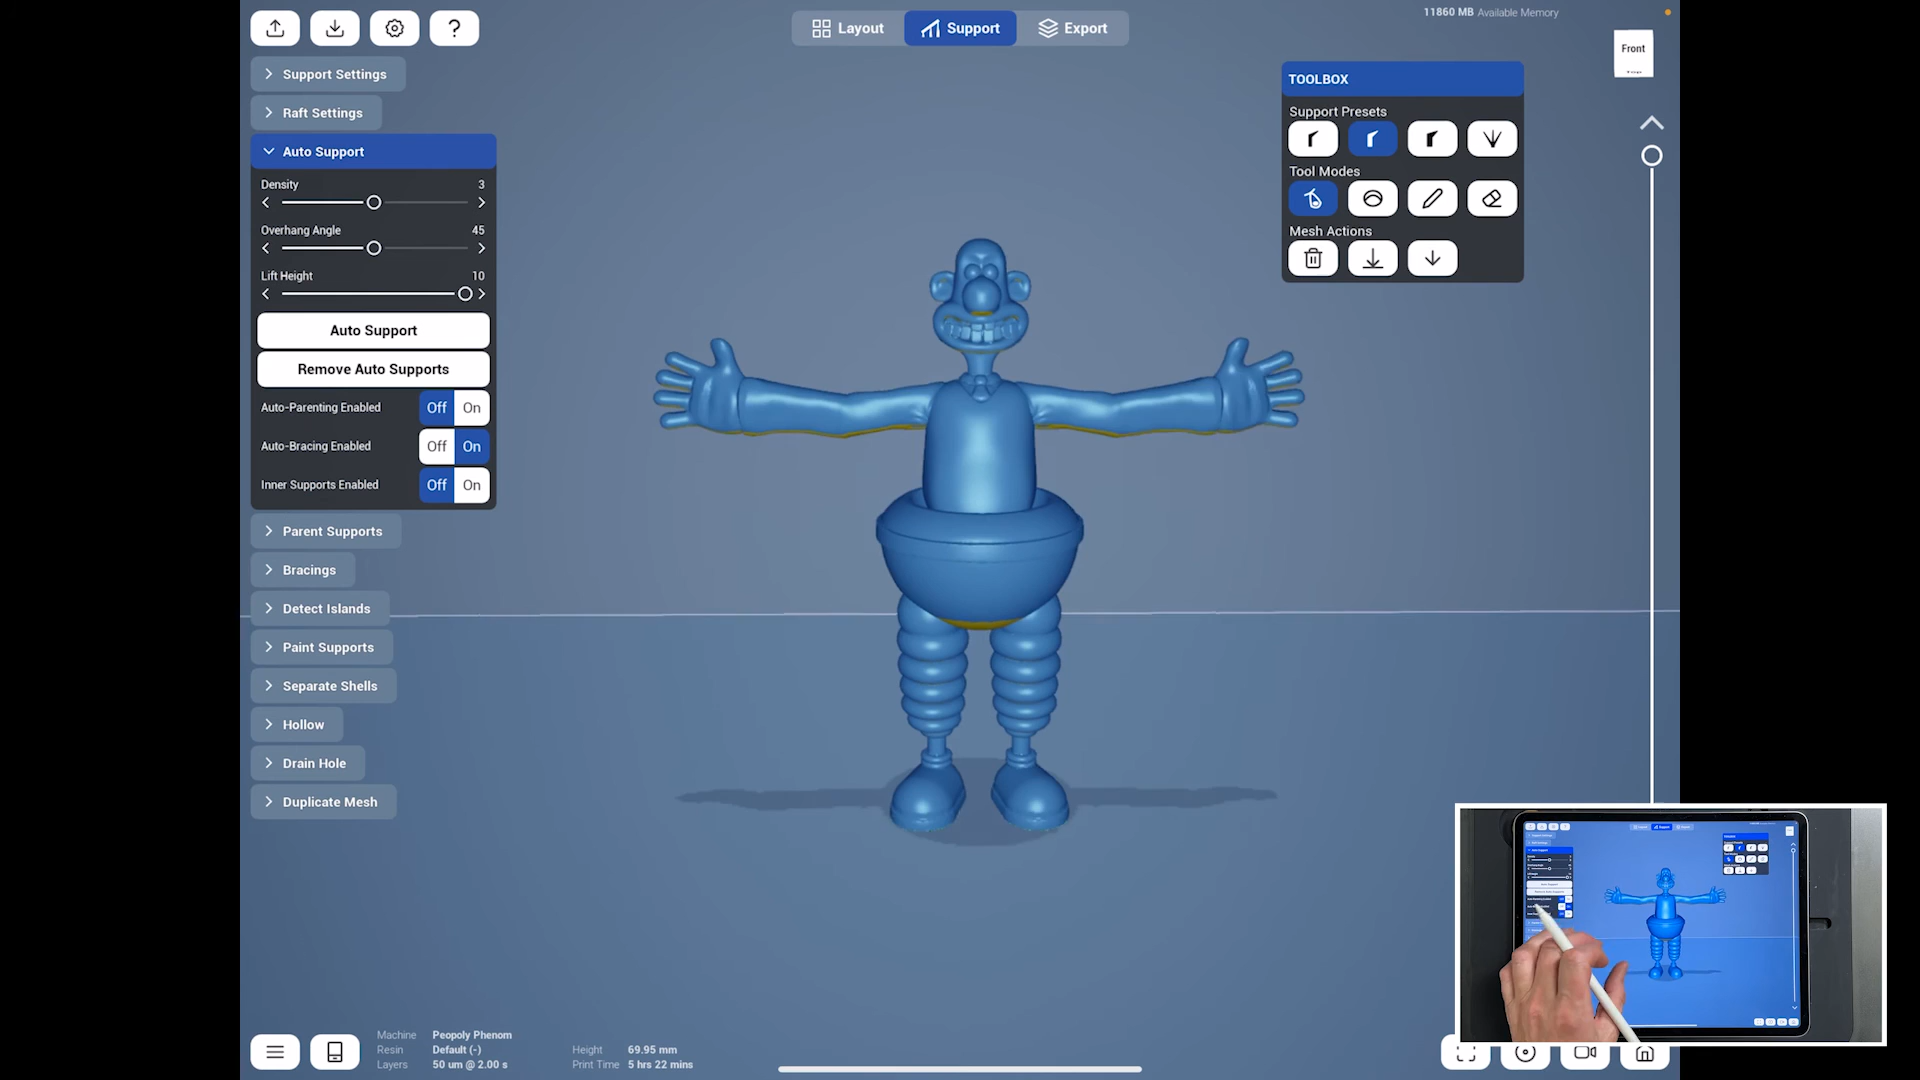 11860 MB Available Memory
Layout
Support
Export
Front
Support Settings
Raft Settings
Auto Support
Density 3
Overhang Angle 45
Lift Height 10
Auto Support
Remove Auto Supports
Auto-Parenting Enabled Off On
Auto-Bracing Enabled Off On
Inner Supports Enabled Off On
Parent Supports
Bracings
Detect Islands
Paint Supports
Separate Shells
Hollow
Drain Hole
Duplicate Mesh
TOOLBOX
Support Presets
Tool Modes
Mesh Actions
Machine Peopoly Phenom
Resin Default (-)
Layers 50 um @ 2.00 s
Height 69.95 mm
Print Time 5 hrs 22 mins